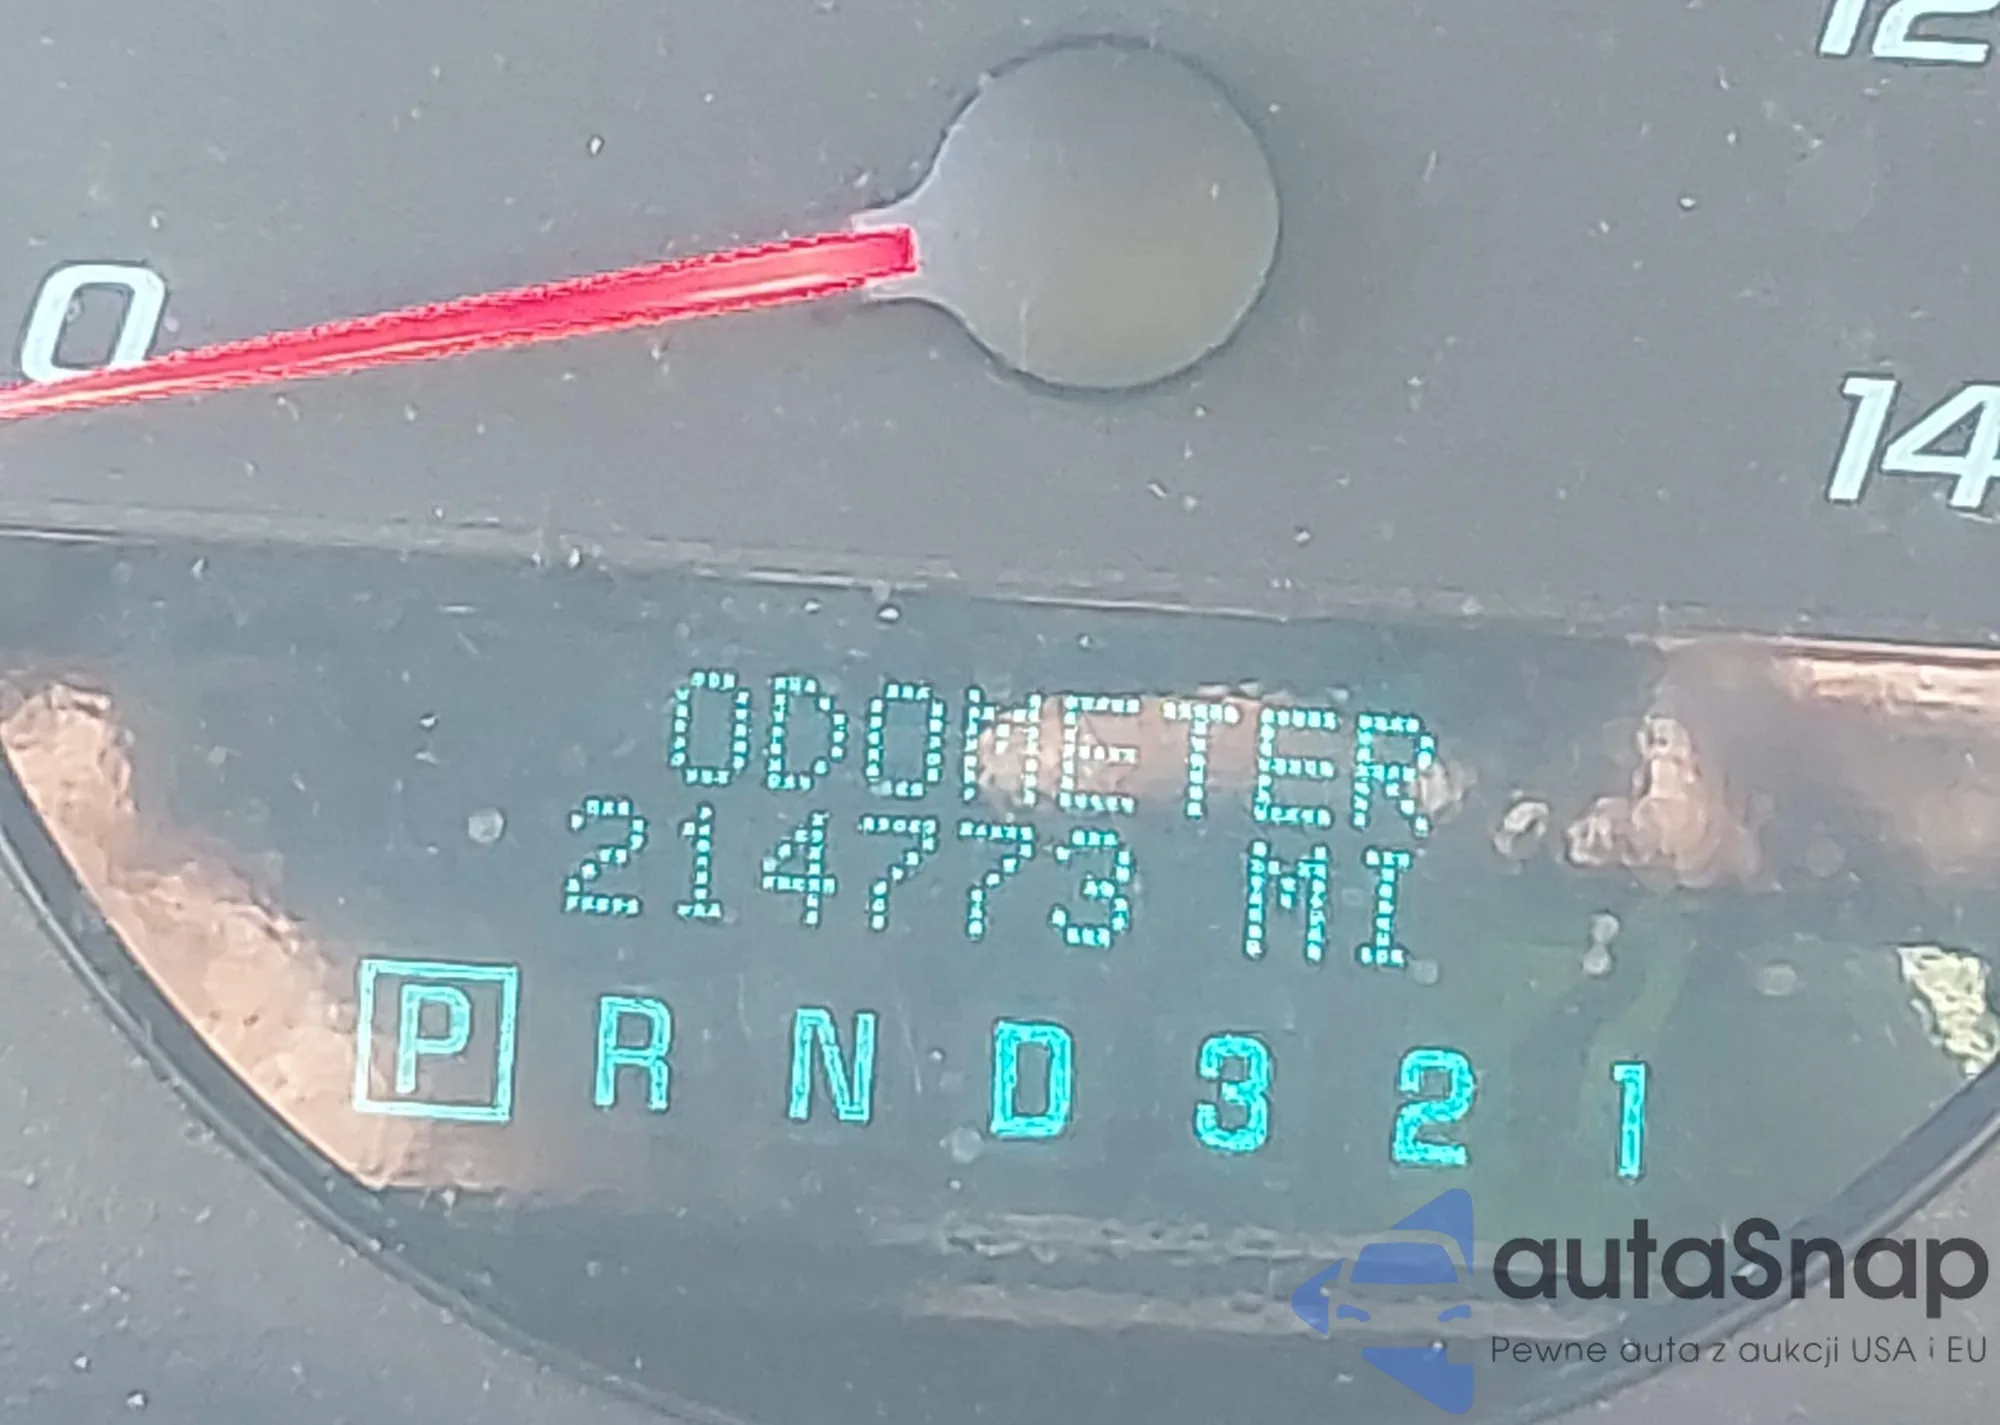 12
0
14
ODOMETER
214773 MI
P R N D 3 2 1
autaSnap
Pewne auta z aukcji USA i EU